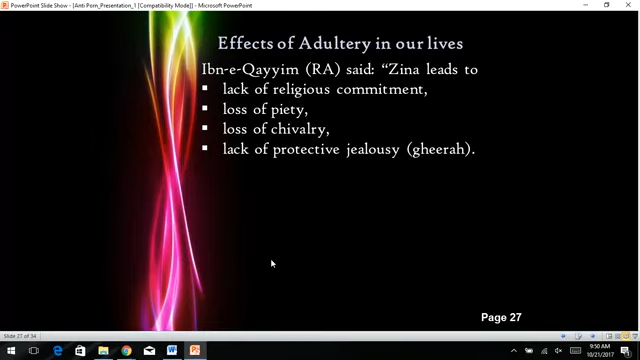 PowerPoint Slide Show - [Anti Porn_Presentation_1 [Compatibility Mode]] - Microsoft PowerPoint
Effects of Adultery in our lives
Ibn-e-Qayyim (RA) said: “Zina leads to
▪ lack of religious commitment,
▪ loss of piety,
▪ loss of chivalry,
▪ lack of protective jealousy (gheerah).
Page 27
Slide 27 of 34
9:50 AM
10/21/2017